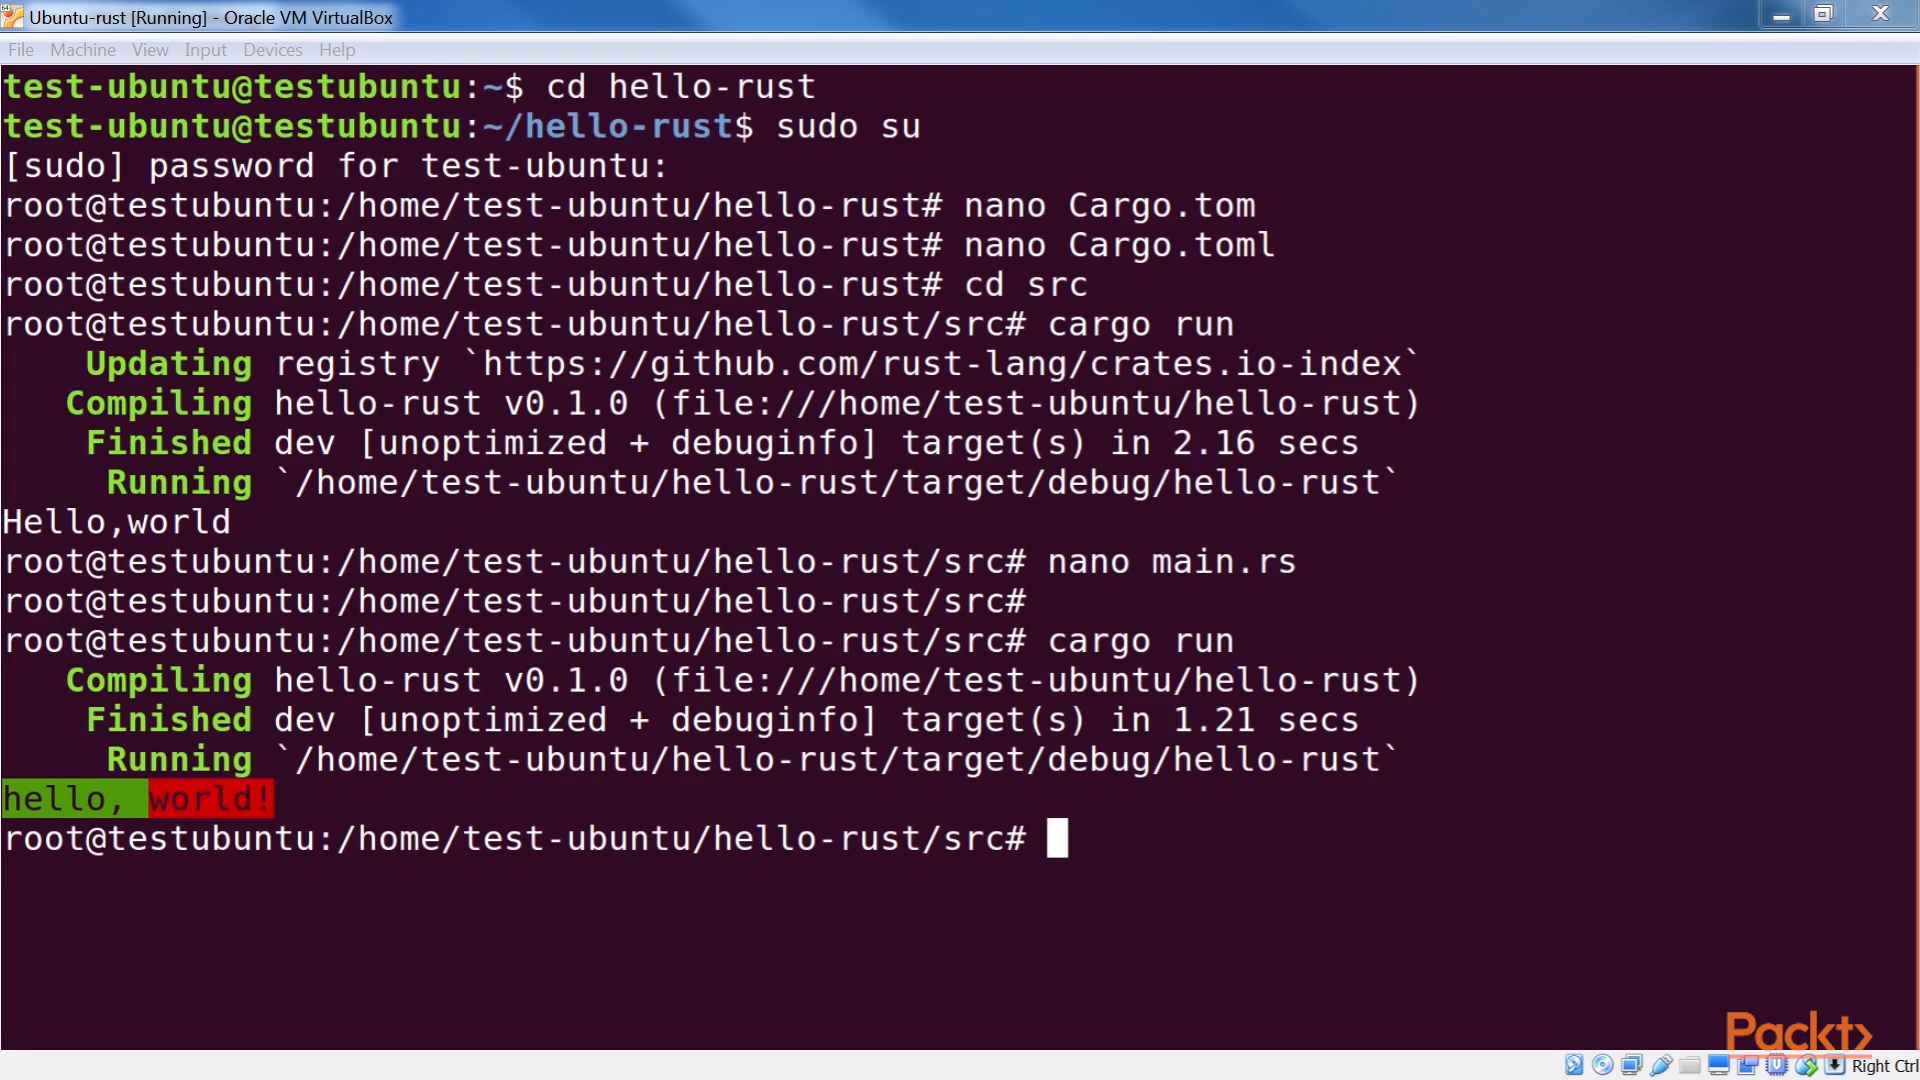 Ubuntu-rust [Running] - Oracle VM VirtualBox
File Machine View Input Devices Help
test-ubuntu@testubuntu:~$ cd hello-rust
test-ubuntu@testubuntu:~/hello-rust$ sudo su
[sudo] password for test-ubuntu:
root@testubuntu:/home/test-ubuntu/hello-rust# nano Cargo.tom
root@testubuntu:/home/test-ubuntu/hello-rust# nano Cargo.toml
root@testubuntu:/home/test-ubuntu/hello-rust# cd src
root@testubuntu:/home/test-ubuntu/hello-rust/src# cargo run
Updating registry `https://github.com/rust-lang/crates.io-index`
Compiling hello-rust v0.1.0 (file:///home/test-ubuntu/hello-rust)
Finished dev [unoptimized + debuginfo] target(s) in 2.16 secs
Running `/home/test-ubuntu/hello-rust/target/debug/hello-rust`
Hello,world
root@testubuntu:/home/test-ubuntu/hello-rust/src# nano main.rs
root@testubuntu:/home/test-ubuntu/hello-rust/src#
root@testubuntu:/home/test-ubuntu/hello-rust/src# cargo run
Compiling hello-rust v0.1.0 (file:///home/test-ubuntu/hello-rust)
Finished dev [unoptimized + debuginfo] target(s) in 1.21 secs
Running `/home/test-ubuntu/hello-rust/target/debug/hello-rust`
hello, world!
root@testubuntu:/home/test-ubuntu/hello-rust/src#
Packt>
Right Ctrl